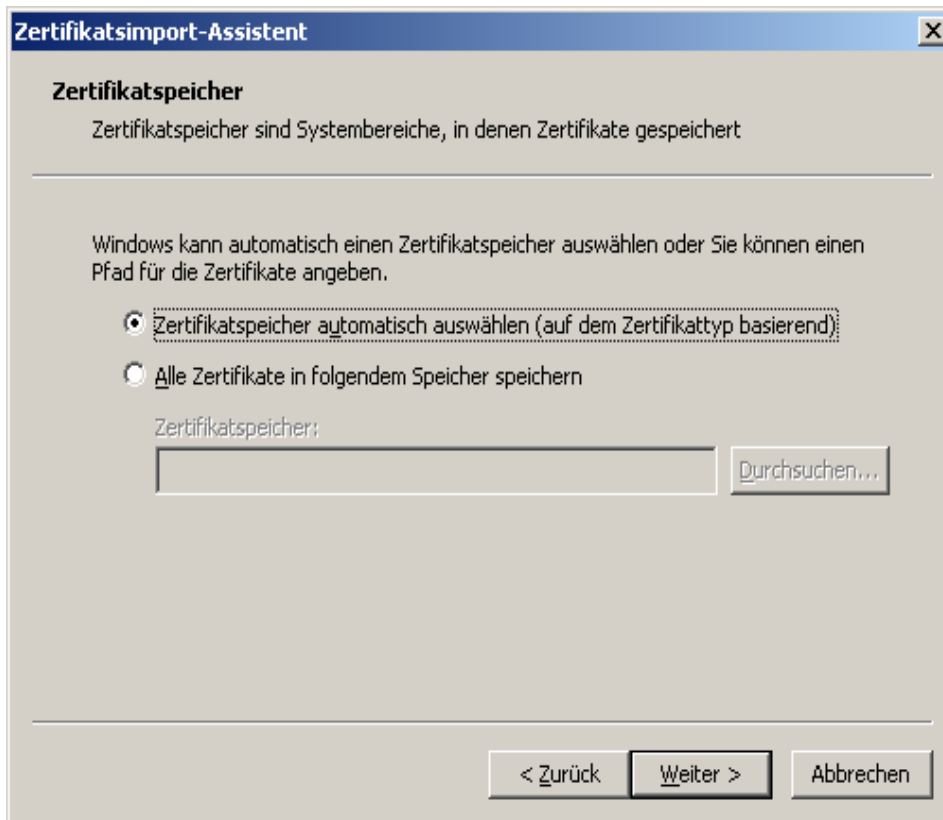 Zertifikatsimport-Assistent
Zertifikatspeicher
Zertifikatspeicher sind Systembereiche, in denen Zertifikate gespeichert
Windows kann automatisch einen Zertifikatspeicher auswählen oder Sie können einen
Pfad für die Zertifikate angeben.
Zertifikatspeicher automatisch auswählen (auf dem Zertifikattyp basierend)
Alle Zertifikate in folgendem Speicher speichern
Zertifikatspeicher:
Durchsuchen...
< Zurück Weiter > Abbrechen